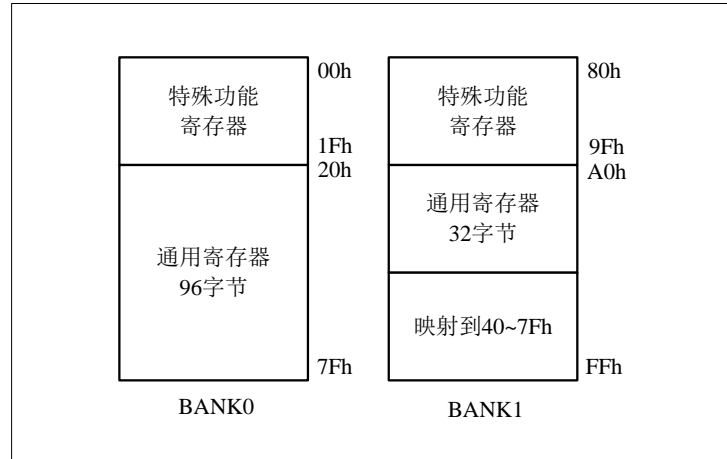 00h
特殊功能
寄存器
1Fh
20h
通用寄存器
96字节
7Fh
BANK0
80h
特殊功能
寄存器
9Fh
A0h
通用寄存器
32字节
映射到40~7Fh
FFh
BANK1